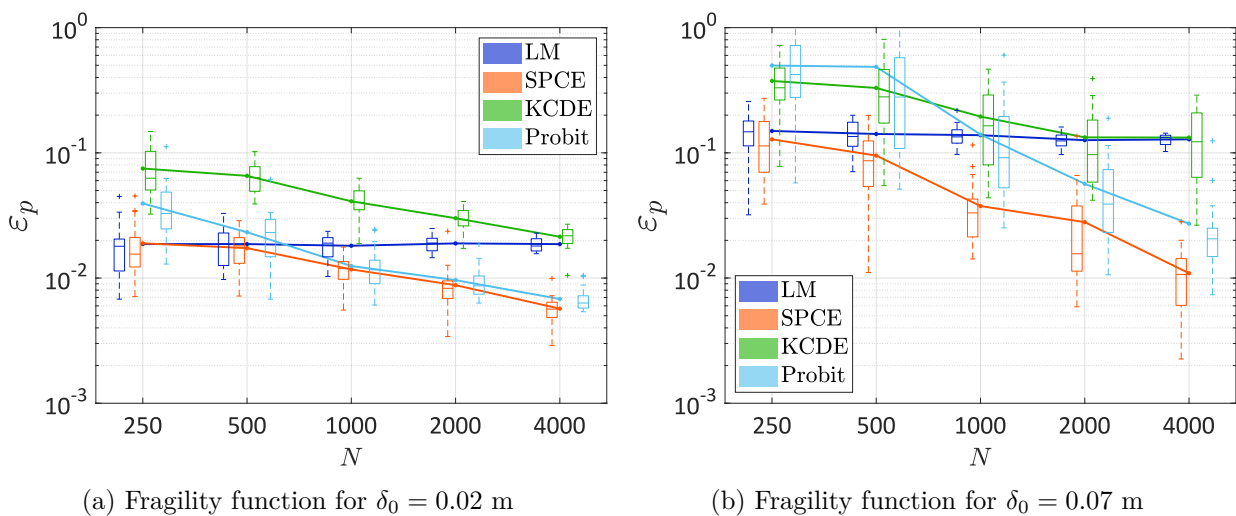 10^0
10^-1
10^-2
10^-3
ε_p
250 500 1000 2000 4000
N
LM
SPCE
KCDE
Probit
(a) Fragility function for δ_0 = 0.02 m
10^0
10^-1
10^-2
10^-3
ε_p
250 500 1000 2000 4000
N
LM
SPCE
KCDE
Probit
(b) Fragility function for δ_0 = 0.07 m